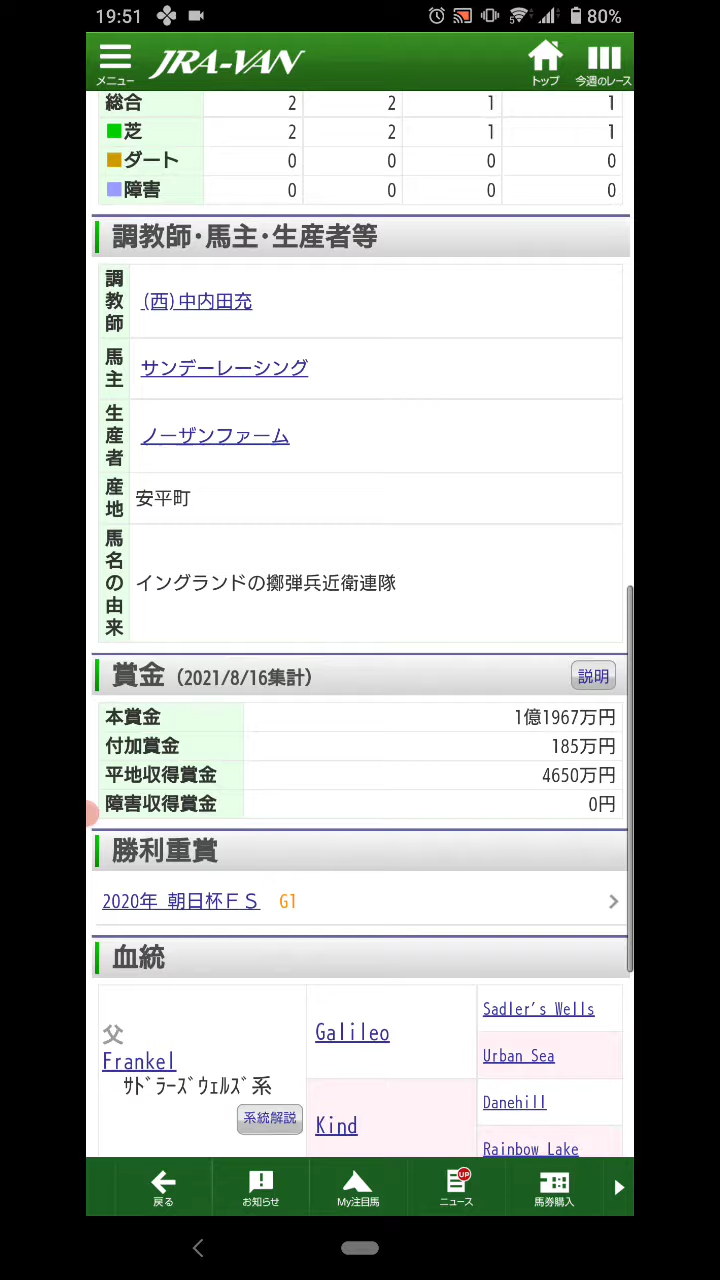 19:51 80%
JRA-VAN
メニュー トップ 今週のレース
総合 2 2 1 1
芝 2 2 1 1
ダート 0 0 0 0
障害 0 0 0 0
調教師・馬主・生産者等
調教師 (西)中内田充
馬主 サンデーレーシング
生産者 ノーザンファーム
産地 安平町
馬名の由来 イングランドの擲弾兵近衛連隊
賞金 (2021/8/16集計) 説明
本賞金 1億1967万円
付加賞金 185万円
平地収得賞金 4650万円
障害収得賞金 0円
勝利重賞
2020年 朝日杯ＦＳ G1
血統
父
Frankel
ｻﾄﾞﾗｰｽﾞｳｪﾙｽﾞ系
系統解説
Galileo
Kind
Sadler's Wells
Urban Sea
Danehill
Rainbow Lake
戻る お知らせ My注目馬 UP ニュース 馬券購入